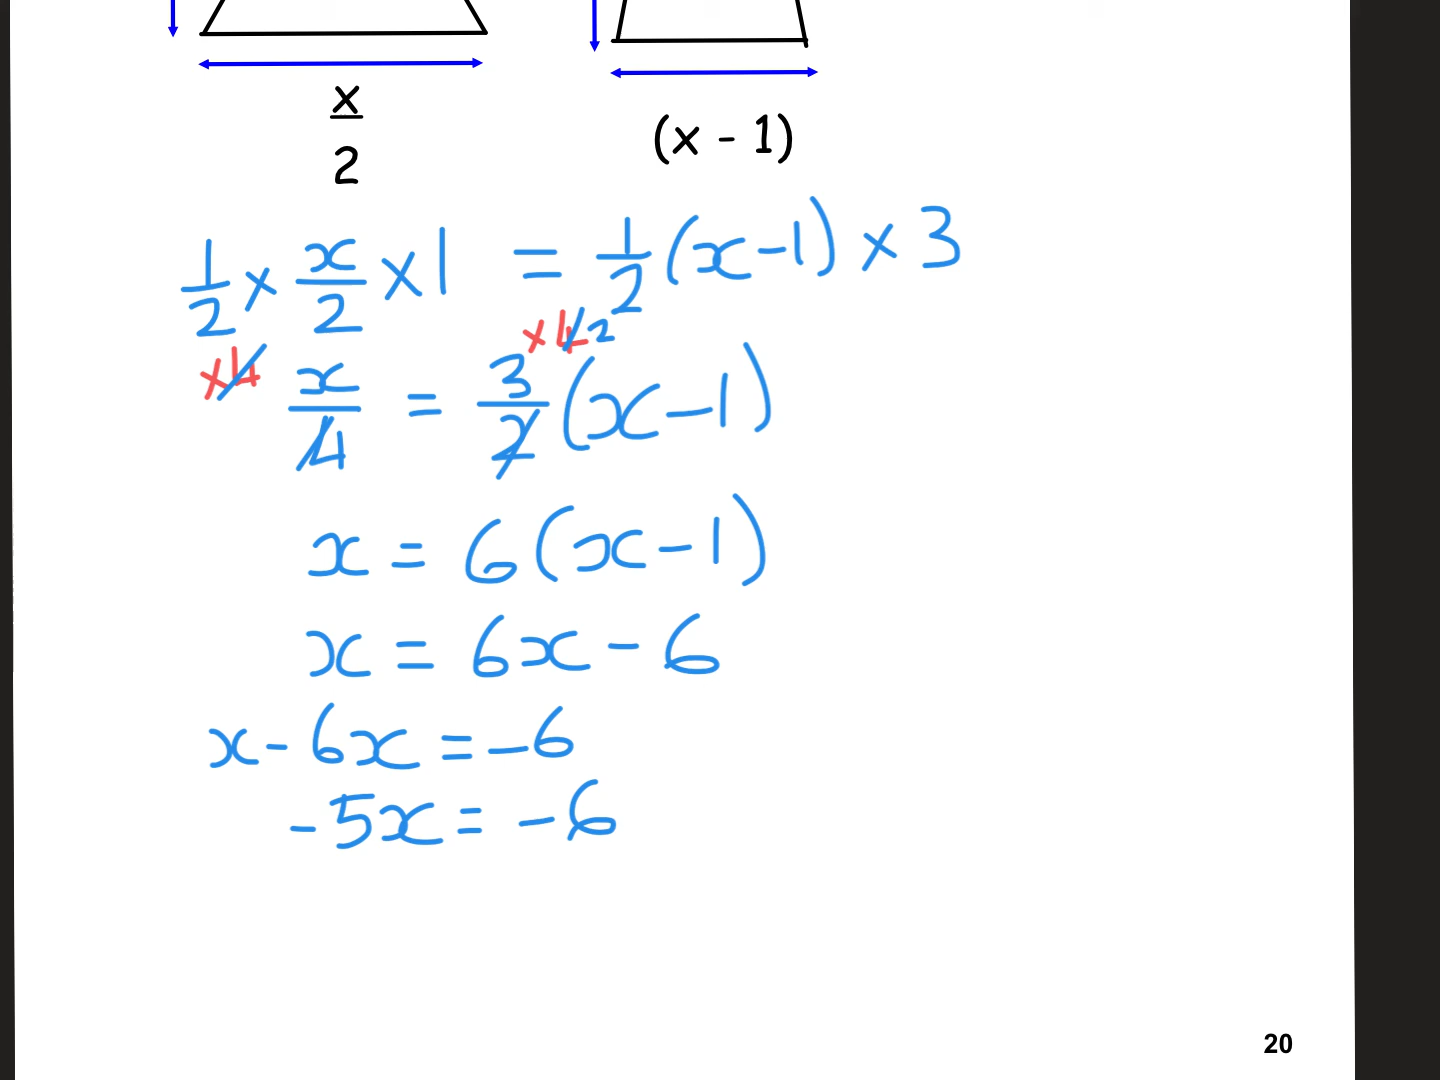 x
2
(x - 1)
1/2 × x/2 × 1 = 1/2 (x-1) × 3
×4 ×4 2
x/4 = 3/2 (x-1)
x = 6(x-1)
x = 6x - 6
x - 6x = -6
-5x = -6
20